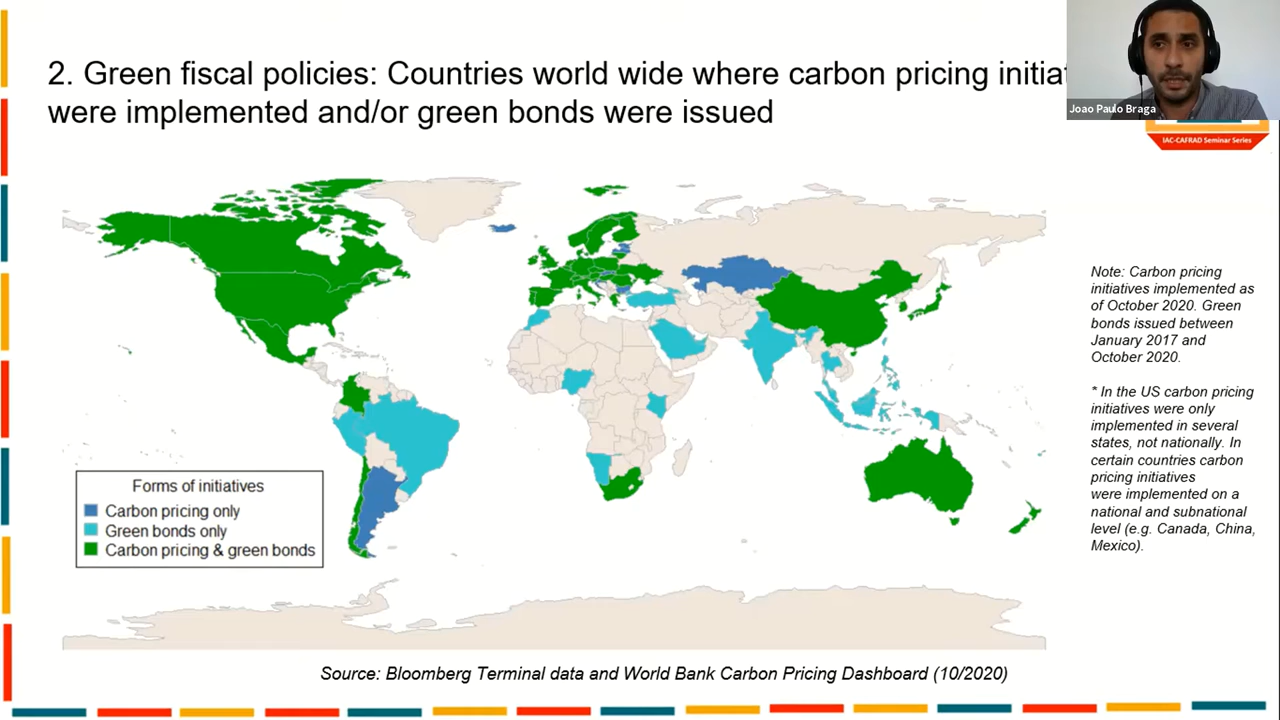 2. Green fiscal policies: Countries world wide where carbon pricing
were implemented and/or green bonds were issued
Joao Paulo Braga
IAC-CAFRAD Seminar Series
Note: Carbon pricing
initiatives implemented as
of October 2020. Green
bonds issued between
January 2017 and
October 2020.
* In the US carbon pricing
initiatives were only
implemented in several
states, not nationally. In
certain countries carbon
pricing initiatives
were implemented on a
national and subnational
level (e.g. Canada, China,
Mexico).
Forms of initiatives
Carbon pricing only
Green bonds only
Carbon pricing & green bonds
Source: Bloomberg Terminal data and World Bank Carbon Pricing Dashboard (10/2020)